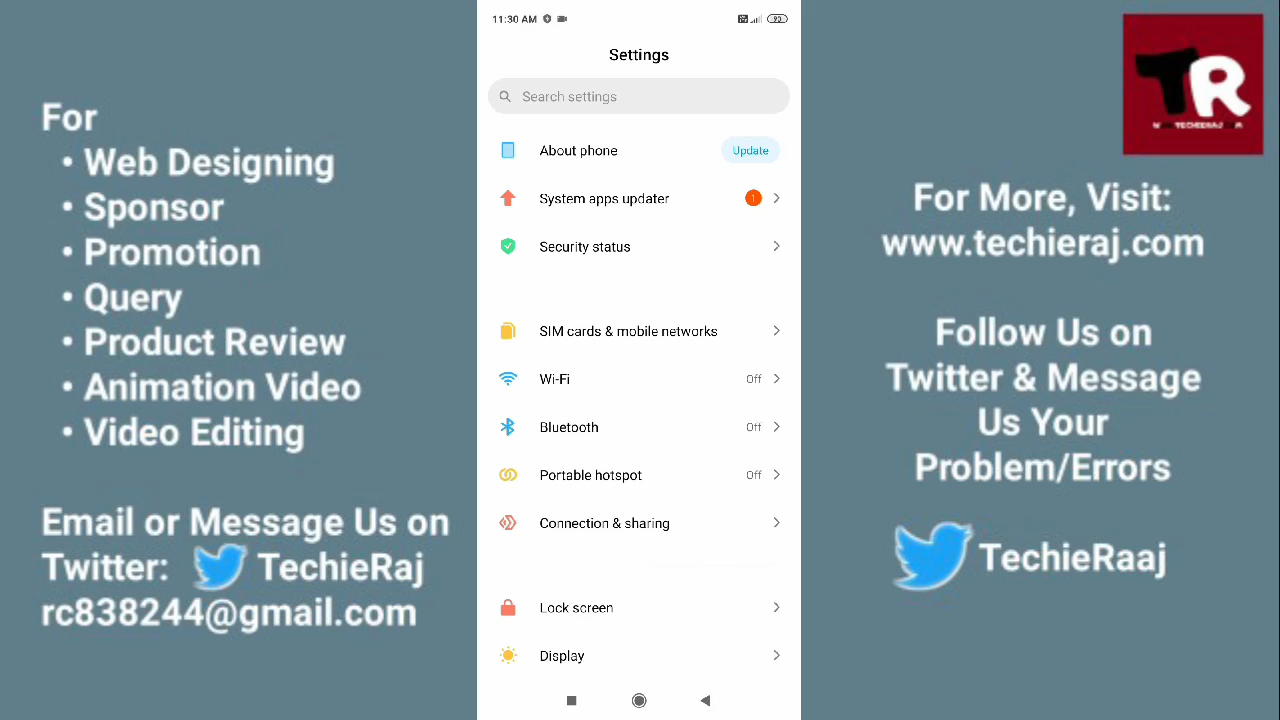 For
• Web Designing
• Sponsor
• Promotion
• Query
• Product Review
• Animation Video
• Video Editing
Email or Message Us on
Twitter: TechieRaj
rc838244@gmail.com
11:30 AM
90
Settings
Search settings
About phone Update
System apps updater 1
Security status
SIM cards & mobile networks
Wi-Fi Off
Bluetooth Off
Portable hotspot Off
Connection & sharing
Lock screen
Display
TR
For More, Visit:
www.techieraj.com
Follow Us on
Twitter & Message
Us Your
Problem/Errors
TechieRaaj